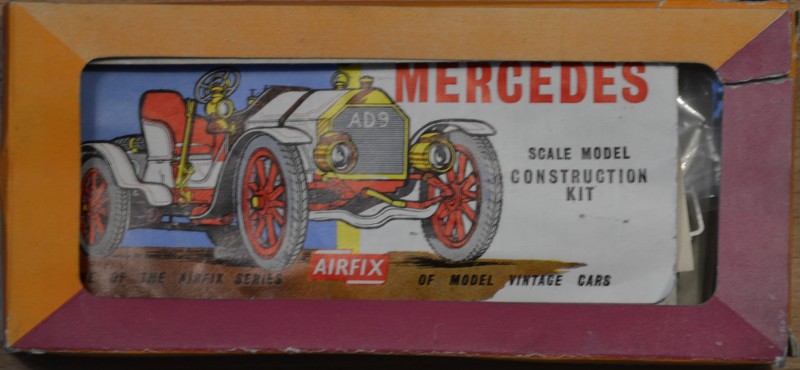 MERCEDES
AD9
SCALE MODEL
CONSTRUCTION
KIT
AIRFIX
OF THE AIRFIX SERIES OF MODEL VINTAGE CARS